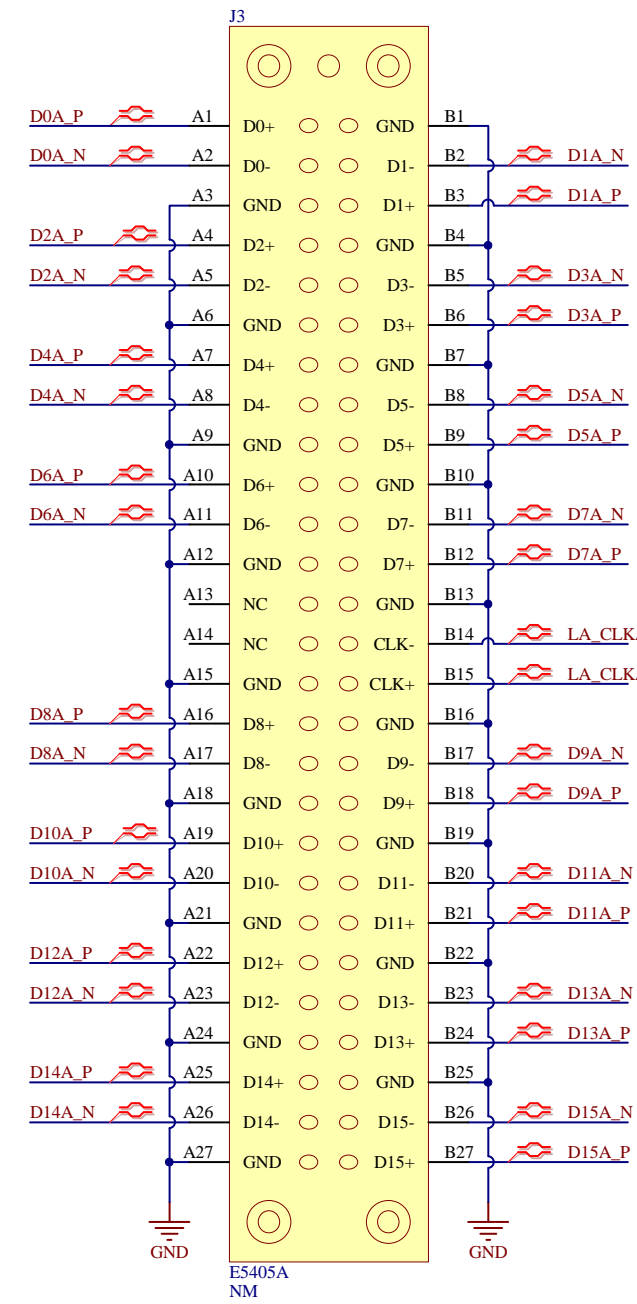 J3
D0A_P A1 D0+ GND B1
D0A_N A2 D0- D1- B2 D1A_N
A3 GND D1+ B3 D1A_P
D2A_P A4 D2+ GND B4
D2A_N A5 D2- D3- B5 D3A_N
A6 GND D3+ B6 D3A_P
D4A_P A7 D4+ GND B7
D4A_N A8 D4- D5- B8 D5A_N
A9 GND D5+ B9 D5A_P
D6A_P A10 D6+ GND B10
D6A_N A11 D6- D7- B11 D7A_N
A12 GND D7+ B12 D7A_P
A13 NC GND B13
A14 NC CLK- B14 LA_CLK
A15 GND CLK+ B15 LA_CLK
D8A_P A16 D8+ GND B16
D8A_N A17 D8- D9- B17 D9A_N
A18 GND D9+ B18 D9A_P
D10A_P A19 D10+ GND B19
D10A_N A20 D10- D11- B20 D11A_N
A21 GND D11+ B21 D11A_P
D12A_P A22 D12+ GND B22
D12A_N A23 D12- D13- B23 D13A_N
A24 GND D13+ B24 D13A_P
D14A_P A25 D14+ GND B25
D14A_N A26 D14- D15- B26 D15A_N
A27 GND D15+ B27 D15A_P
GND GND
E5405A
NM